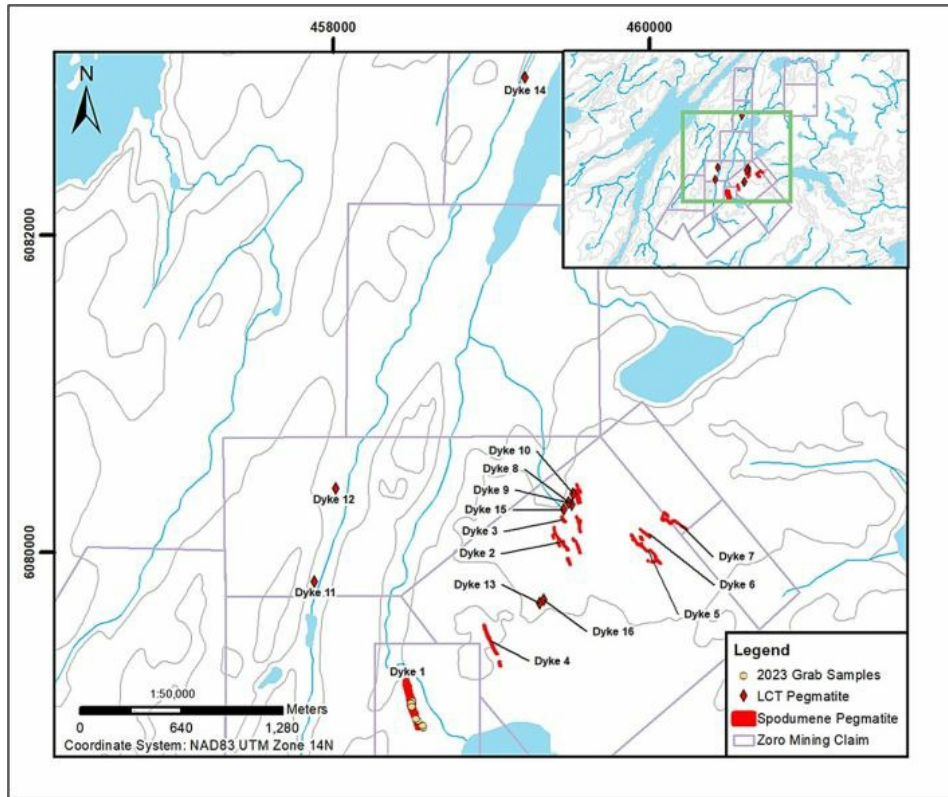 458000
460000
N
Dyke 14
6082000
Dyke 10
Dyke 8
Dyke 9
Dyke 12
Dyke 15
Dyke 3
Dyke 2
Dyke 7
6080000
Dyke 6
Dyke 11
Dyke 13
Dyke 5
Dyke 16
Dyke 4
Dyke 1
Legend
2023 Grab Samples
LCT Pegmatite
Spodumene Pegmatite
Zoro Mining Claim
1:50,000
Meters
0 640 1,280
Coordinate System: NAD83 UTM Zone 14N